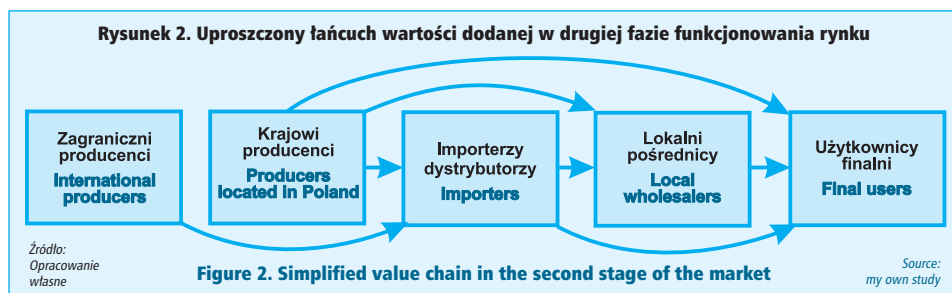 Rysunek 2. Uproszczony łańcuch wartości dodanej w drugiej fazie funkcjonowania rynku
Zagraniczni
producenci
International
producers
Krajowi
producenci
Producers
located in Poland
Importerzy
dystrybutorzy
Importers
Lokalni
pośrednicy
Local
wholesalers
Użytkownicy
finalni
Final users
Źródło:
Opracowanie
własne
Figure 2. Simplified value chain in the second stage of the market
Source:
my own study